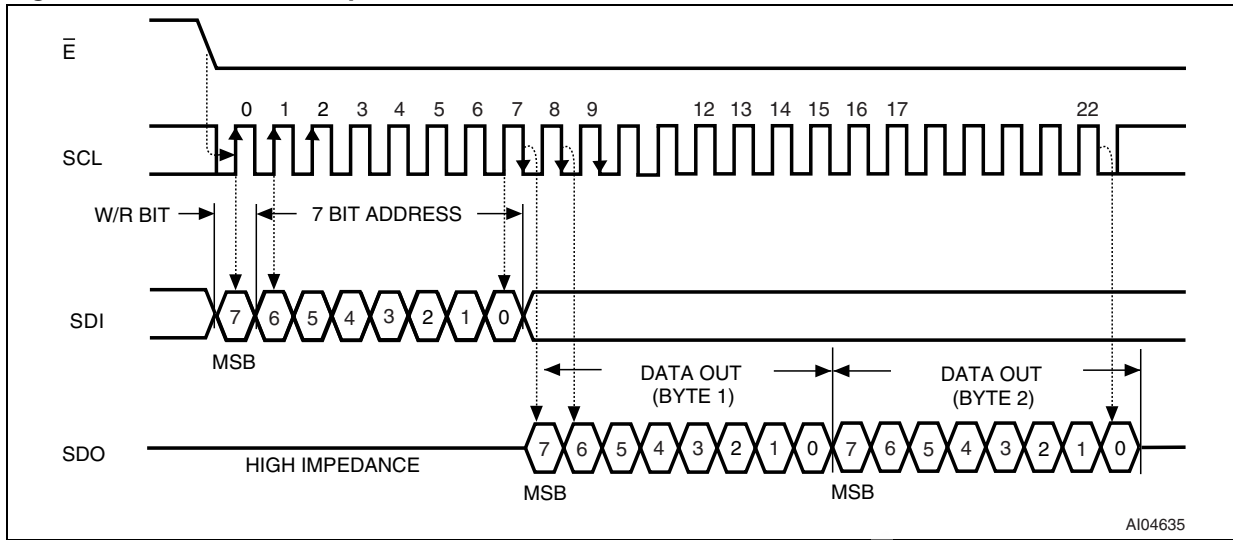 E
0 1 2 3 4 5 6 7 8 9 12 13 14 15 16 17 22
SCL
W/R BIT 7 BIT ADDRESS
SDI 7 6 5 4 3 2 1 0
MSB
DATA OUT (BYTE 1) DATA OUT (BYTE 2)
SDO HIGH IMPEDANCE 7 6 5 4 3 2 1 0 7 6 5 4 3 2 1 0
MSB MSB
AI04635